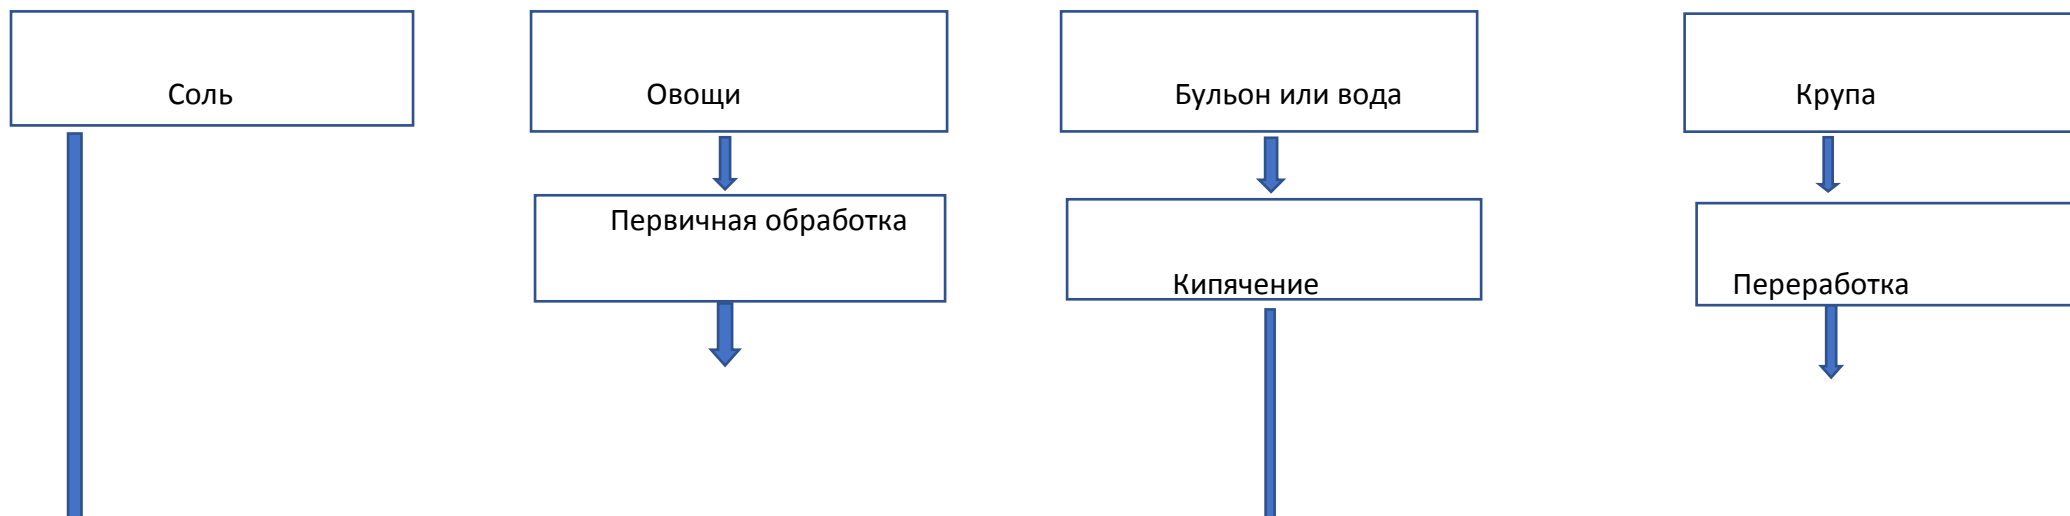 Соль
Овощи
Бульон или вода
Крупа
Первичная обработка
Кипячение
Переработка